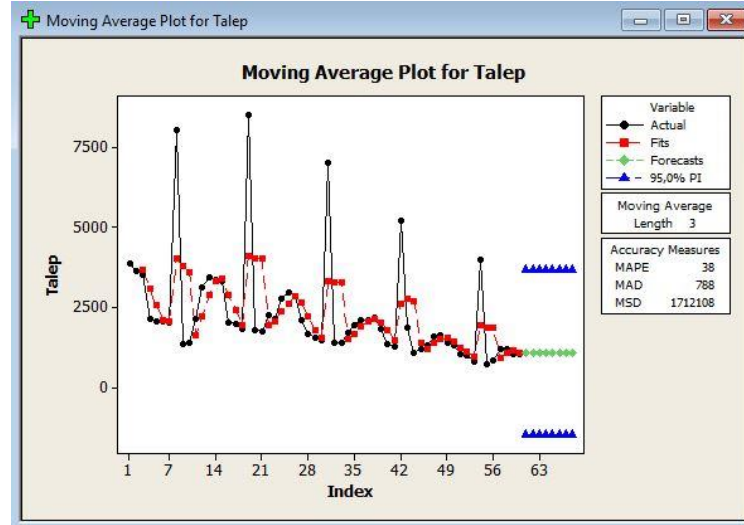 Moving Average Plot for Talep
Moving Average Plot for Talep
Talep
7500
5000
2500
0
1 7 14 21 28 35 42 49 56 63
Index
Variable
Actual
Fits
Forecasts
95,0% PI
Moving Average
Length 3
Accuracy Measures
MAPE 38
MAD 788
MSD 1712108